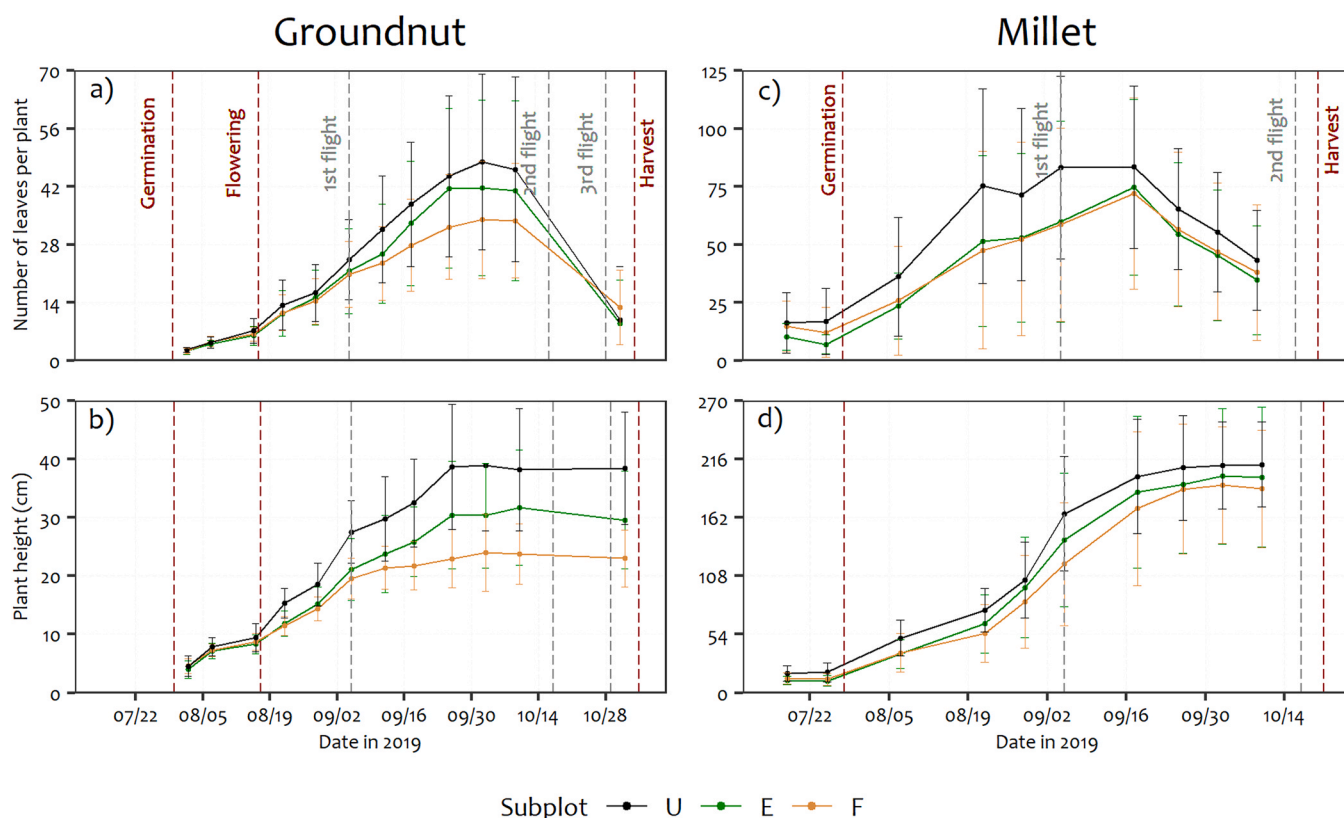 Groundnut
Millet
Number of leaves per plant
70
56
42
28
14
0
a)
Germination
Flowering
1st flight
2nd flight
3rd flight
Harvest
125
100
75
50
25
0
c)
Germination
1st flight
2nd flight
Harvest
Plant height (cm)
50
40
30
20
10
0
b)
270
216
162
108
54
0
d)
07/22 08/05 08/19 09/02 09/16 09/30 10/14 10/28
Date in 2019
07/22 08/05 08/19 09/02 09/16 09/30 10/14
Date in 2019
Subplot U E F